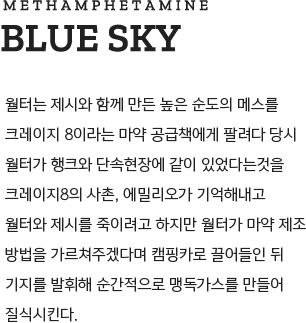 METHAMPHETAMINE
BLUE SKY
월터는 제시와 함께 만든 높은 순도의 메스를
크레이지 8이라는 마약 공급책에게 팔려다 당시
월터가 행크와 단속현장에 같이 있었다는것을
크레이지8의 사촌, 에밀리오가 기억해내고
월터와 제시를 죽이려고 하지만 월터가 마약 제조
방법을 가르쳐주겠다며 캠핑카로 끌어들인 뒤
기지를 발휘해 순간적으로 맹독가스를 만들어
질식시킨다.